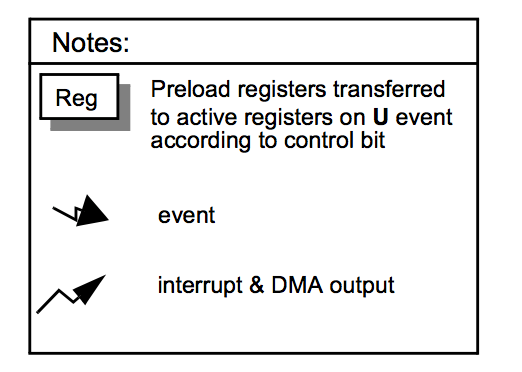 Notes:
Reg
Preload registers transferred
to active registers on U event
according to control bit
event
interrupt & DMA output